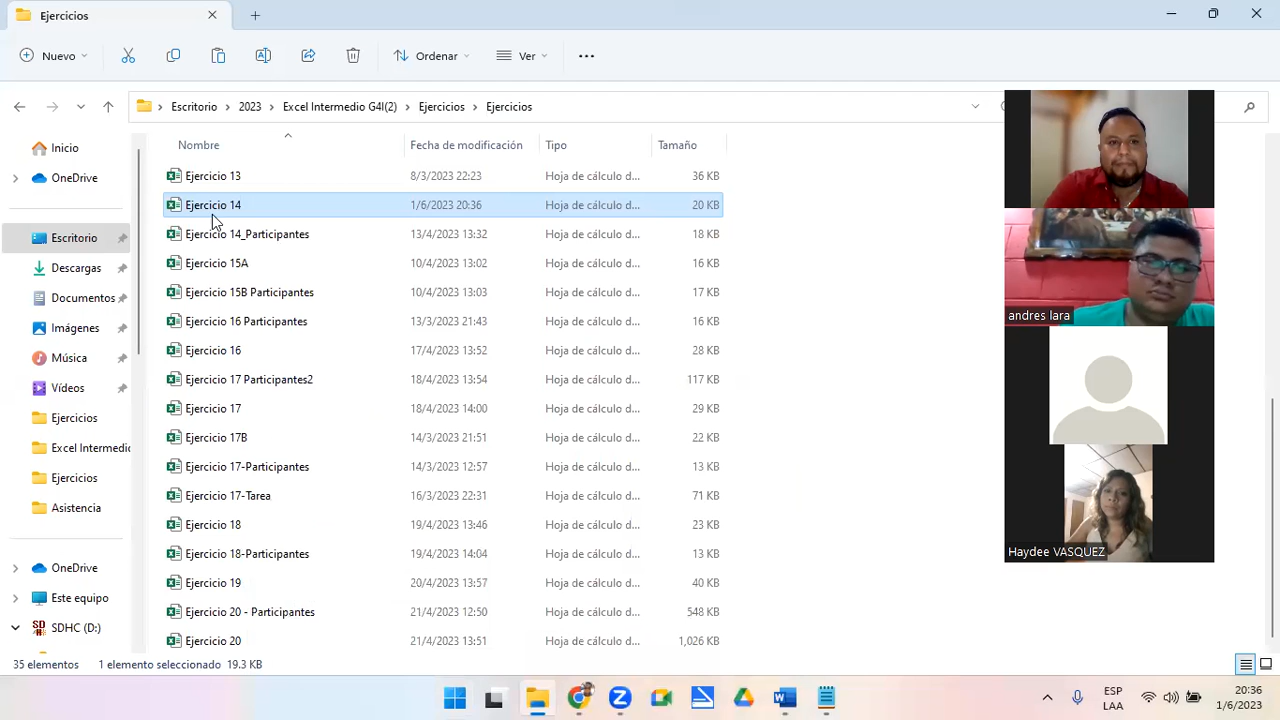 Ejercicios
Nuevo
Ordenar
Ver
Escritorio > 2023 > Excel Intermedio G4I(2) > Ejercicios > Ejercicios
Inicio
OneDrive
Escritorio
Descargas
Documentos
Imágenes
Música
Vídeos
Ejercicios
Excel Intermedio
Ejercicios
Asistencia
OneDrive
Este equipo
SDHC (D:)
Nombre Fecha de modificación Tipo Tamaño
Ejercicio 13 8/3/2023 22:23 Hoja de cálculo d... 36 KB
Ejercicio 14 1/6/2023 20:36 Hoja de cálculo d... 20 KB
Ejercicio 14_Participantes 13/4/2023 13:32 Hoja de cálculo d... 18 KB
Ejercicio 15A 10/4/2023 13:02 Hoja de cálculo d... 16 KB
Ejercicio 15B Participantes 10/4/2023 13:03 Hoja de cálculo d... 17 KB
Ejercicio 16 Participantes 13/3/2023 21:43 Hoja de cálculo d... 16 KB
Ejercicio 16 17/4/2023 13:52 Hoja de cálculo d... 28 KB
Ejercicio 17 Participantes2 18/4/2023 13:54 Hoja de cálculo d... 117 KB
Ejercicio 17 18/4/2023 14:00 Hoja de cálculo d... 29 KB
Ejercicio 17B 14/3/2023 21:51 Hoja de cálculo d... 22 KB
Ejercicio 17-Participantes 14/3/2023 12:57 Hoja de cálculo d... 13 KB
Ejercicio 17-Tarea 16/3/2023 22:31 Hoja de cálculo d... 71 KB
Ejercicio 18 19/4/2023 13:46 Hoja de cálculo d... 23 KB
Ejercicio 18-Participantes 19/4/2023 14:04 Hoja de cálculo d... 13 KB
Ejercicio 19 20/4/2023 13:57 Hoja de cálculo d... 40 KB
Ejercicio 20 - Participantes 21/4/2023 12:50 Hoja de cálculo d... 548 KB
Ejercicio 20 21/4/2023 13:51 Hoja de cálculo d... 1,026 KB
andres lara
Haydee VASQUEZ
35 elementos 1 elemento seleccionado 19.3 KB
ESP
LAA
20:36
1/6/2023